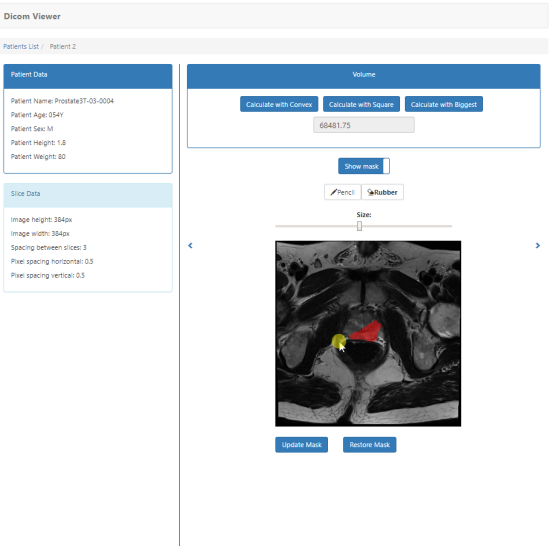 Dicom Viewer
Patients List / Patient 2
Patient Data
Patient Name: Prostate3T-03-0004
Patient Age: 054Y
Patient Sex: M
Patient Height: 1.8
Patient Weight: 80
Slice Data
Image height: 384px
Image width: 384px
Spacing between slices: 3
Pixel spacing horizontal: 0.5
Pixel spacing vertical: 0.5
Volume
Calculate with Convex Calculate with Square Calculate with Biggest
68481.75
Show mask
Pencil Rubber
Size:
Update Mask Restore Mask